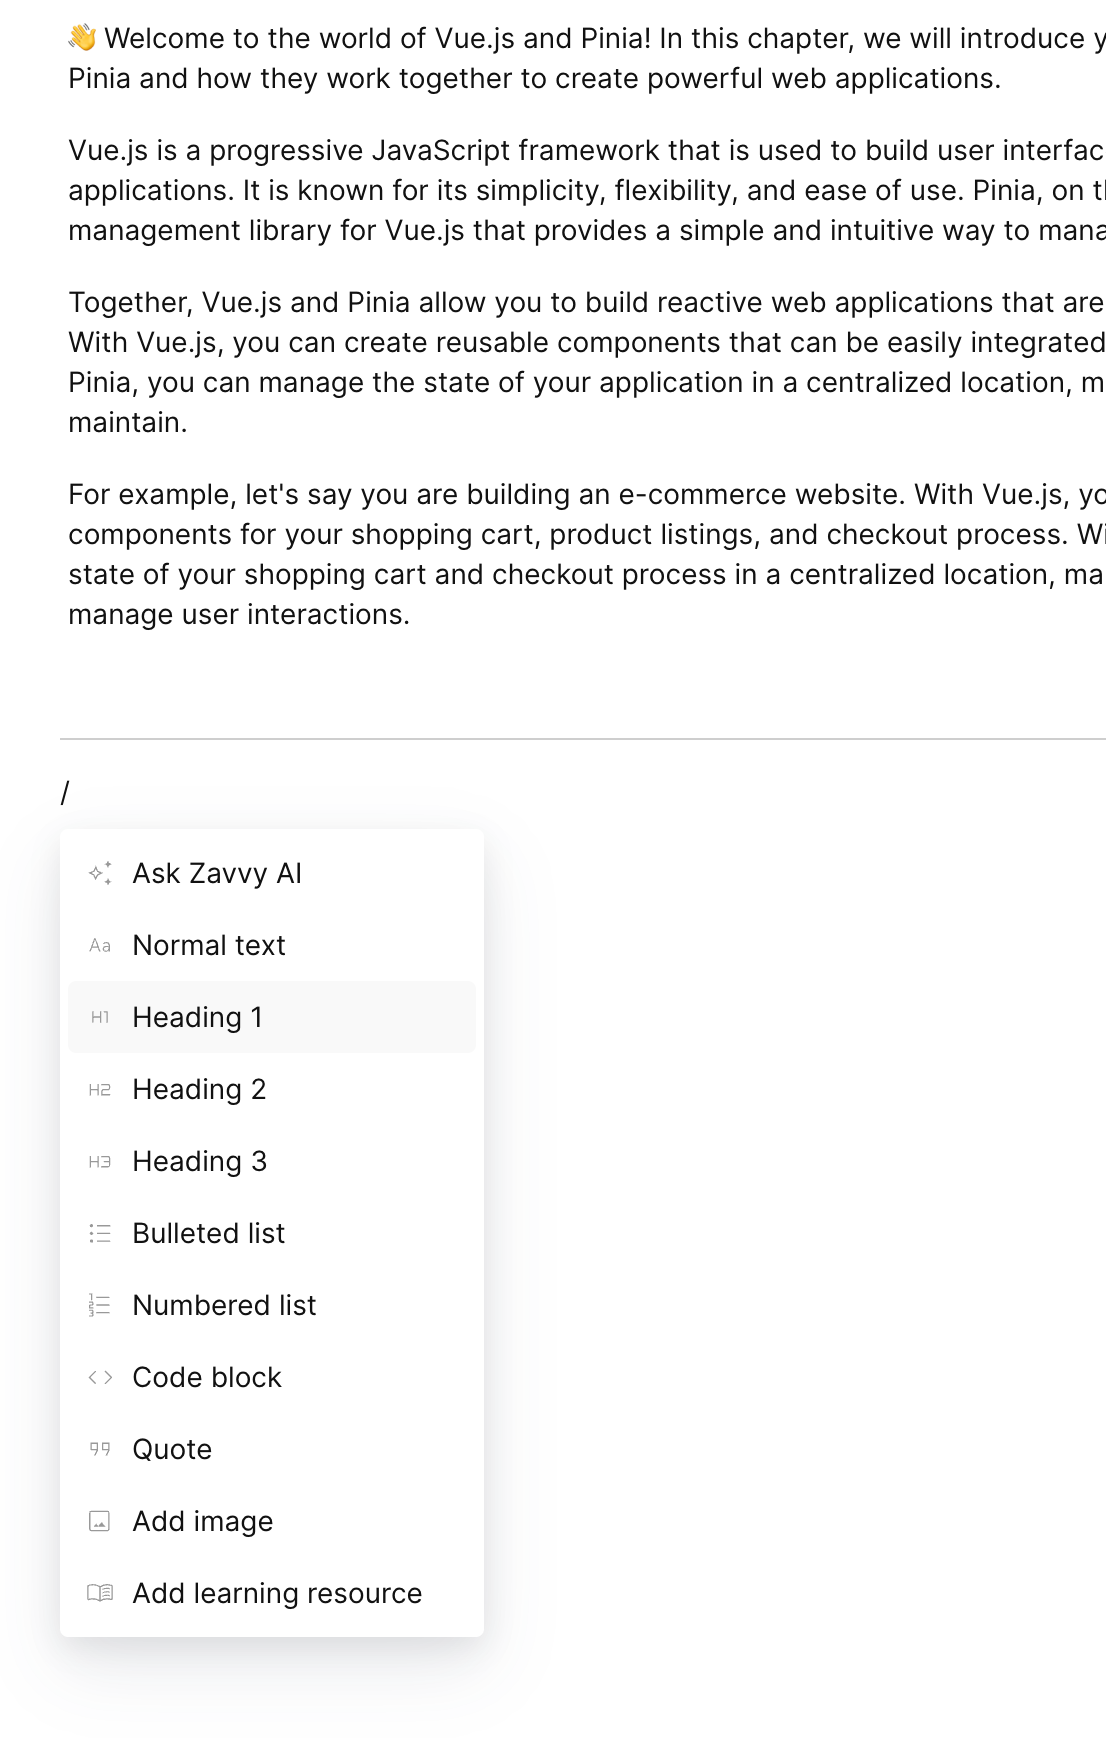 👋 Welcome to the world of Vue.js and Pinia! In this chapter, we will introduce
Pinia and how they work together to create powerful web applications.
Vue.js is a progressive JavaScript framework that is used to build user
applications. It is known for its simplicity, flexibility, and ease of use. Pinia, on
management library for Vue.js that provides a simple and intuitive way to
Together, Vue.js and Pinia allow you to build reactive web applications that are
With Vue.js, you can create reusable components that can be easily integrated
Pinia, you can manage the state of your application in a centralized location,
maintain.
For example, let's say you are building an e-commerce website. With Vue.js,
components for your shopping cart, product listings, and checkout process.
state of your shopping cart and checkout process in a centralized location,
manage user interactions.
/
Ask Zavvy AI
Aa Normal text
H1 Heading 1
H2 Heading 2
H3 Heading 3
Bulleted list
Numbered list
Code block
Quote
Add image
Add learning resource